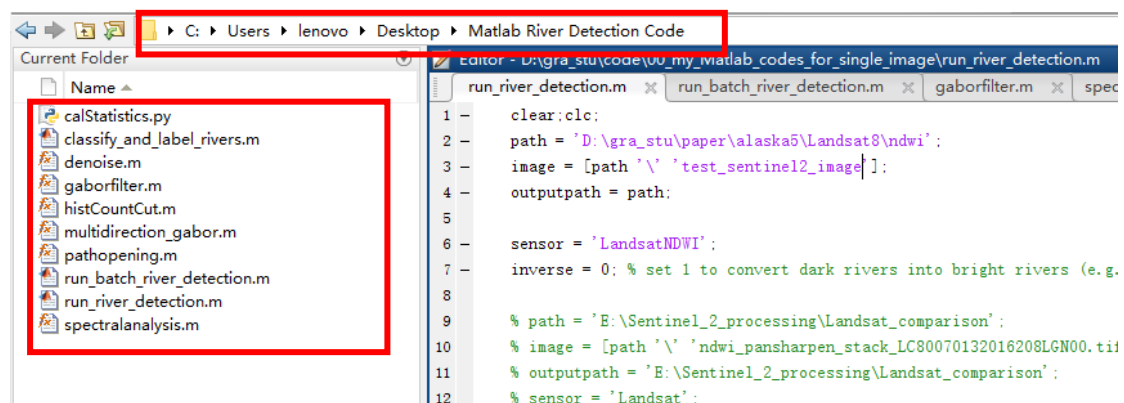 C: Users lenovo Desktop Matlab River Detection Code
Current Folder
Name
calStatistics.py
classify_and_label_rivers.m
denoise.m
gaborfilter.m
histCountCut.m
multidirection_gabor.m
pathopening.m
run_batch_river_detection.m
run_river_detection.m
spectralanalysis.m
Editor - D:\gra_stu\code\00_my_Matlab_codes_for_single_image\run_river_detection.m
run_river_detection.m run_batch_river_detection.m gaborfilter.m spec
1 – clear;clc;
2 – path = 'D:\gra_stu\paper\alaska5\Landsat8\ndwi';
3 – image = [path '\' 'test_sentinel2_image'];
4 – outputpath = path;
5
6 – sensor = 'LandsatNDWI';
7 – inverse = 0; % set 1 to convert dark rivers into bright rivers (e.g.
8
9 % path = 'E:\Sentinel_2_processing\Landsat_comparison';
10 % image = [path '\' 'ndwi_pansharpen_stack_LC80070132016208LGN00.tif
11 % outputpath = 'E:\Sentinel_2_processing\Landsat_comparison';
12 % sensor = 'Landsat';